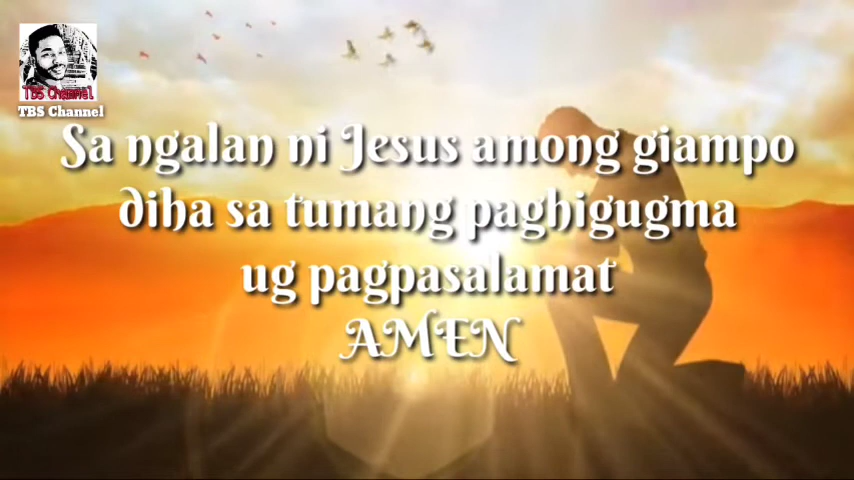 TBS Channel
TBS Channel
Sa ngalan ni Jesus among giampo
diha sa tumang paghigugma
ug pagpasalamat
AMEN